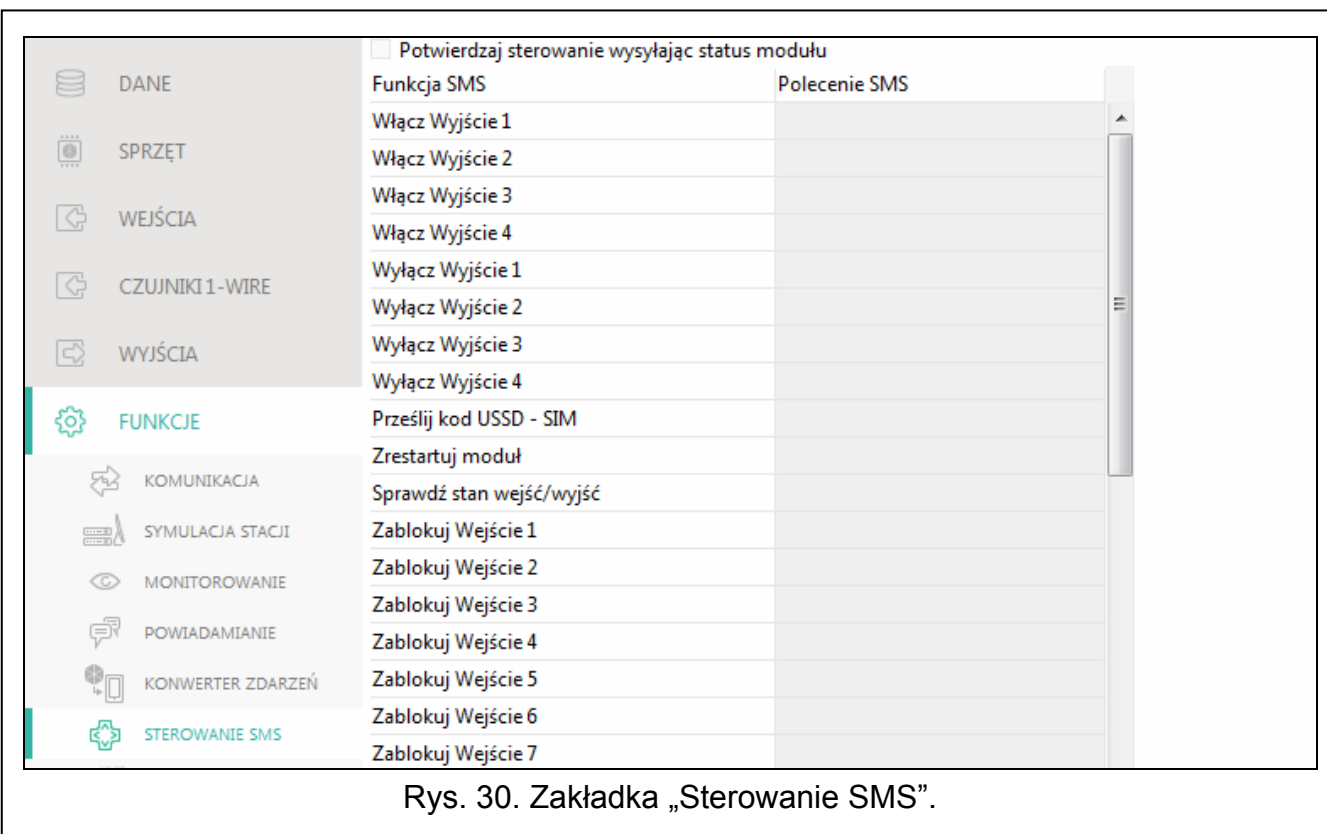 Potwierdzaj sterowanie wysyłając status modułu
DANE
SPRZĘT
WEJŚCIA
CZUJNIKI 1-WIRE
WYJŚCIA
FUNKCJE
KOMUNIKACJA
SYMULACJA STACJI
MONITOROWANIE
POWIADAMIANIE
KONWERTER ZDARZEŃ
STEROWANIE SMS
Funkcja SMS Polecenie SMS
Włącz Wyjście 1
Włącz Wyjście 2
Włącz Wyjście 3
Włącz Wyjście 4
Wyłącz Wyjście 1
Wyłącz Wyjście 2
Wyłącz Wyjście 3
Wyłącz Wyjście 4
Prześlij kod USSD - SIM
Zrestartuj moduł
Sprawdź stan wejść/wyjść
Zablokuj Wejście 1
Zablokuj Wejście 2
Zablokuj Wejście 3
Zablokuj Wejście 4
Zablokuj Wejście 5
Zablokuj Wejście 6
Zablokuj Wejście 7
Rys. 30. Zakładka „Sterowanie SMS”.